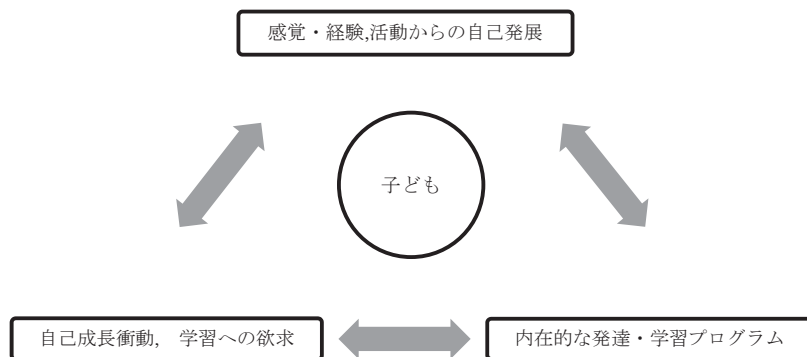 感覚・経験,活動からの自己発展
子ども
自己成長衝動, 学習への欲求
内在的な発達・学習プログラム